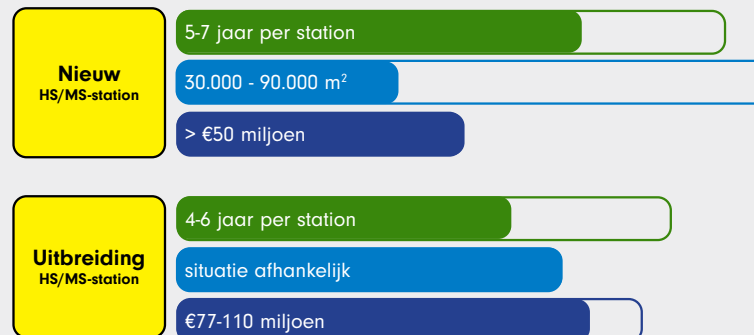 Nieuw
HS/MS-station
5-7 jaar per station
30.000 - 90.000 m²
> €50 miljoen
Uitbreiding
HS/MS-station
4-6 jaar per station
situatie afhankelijk
€77-110 miljoen